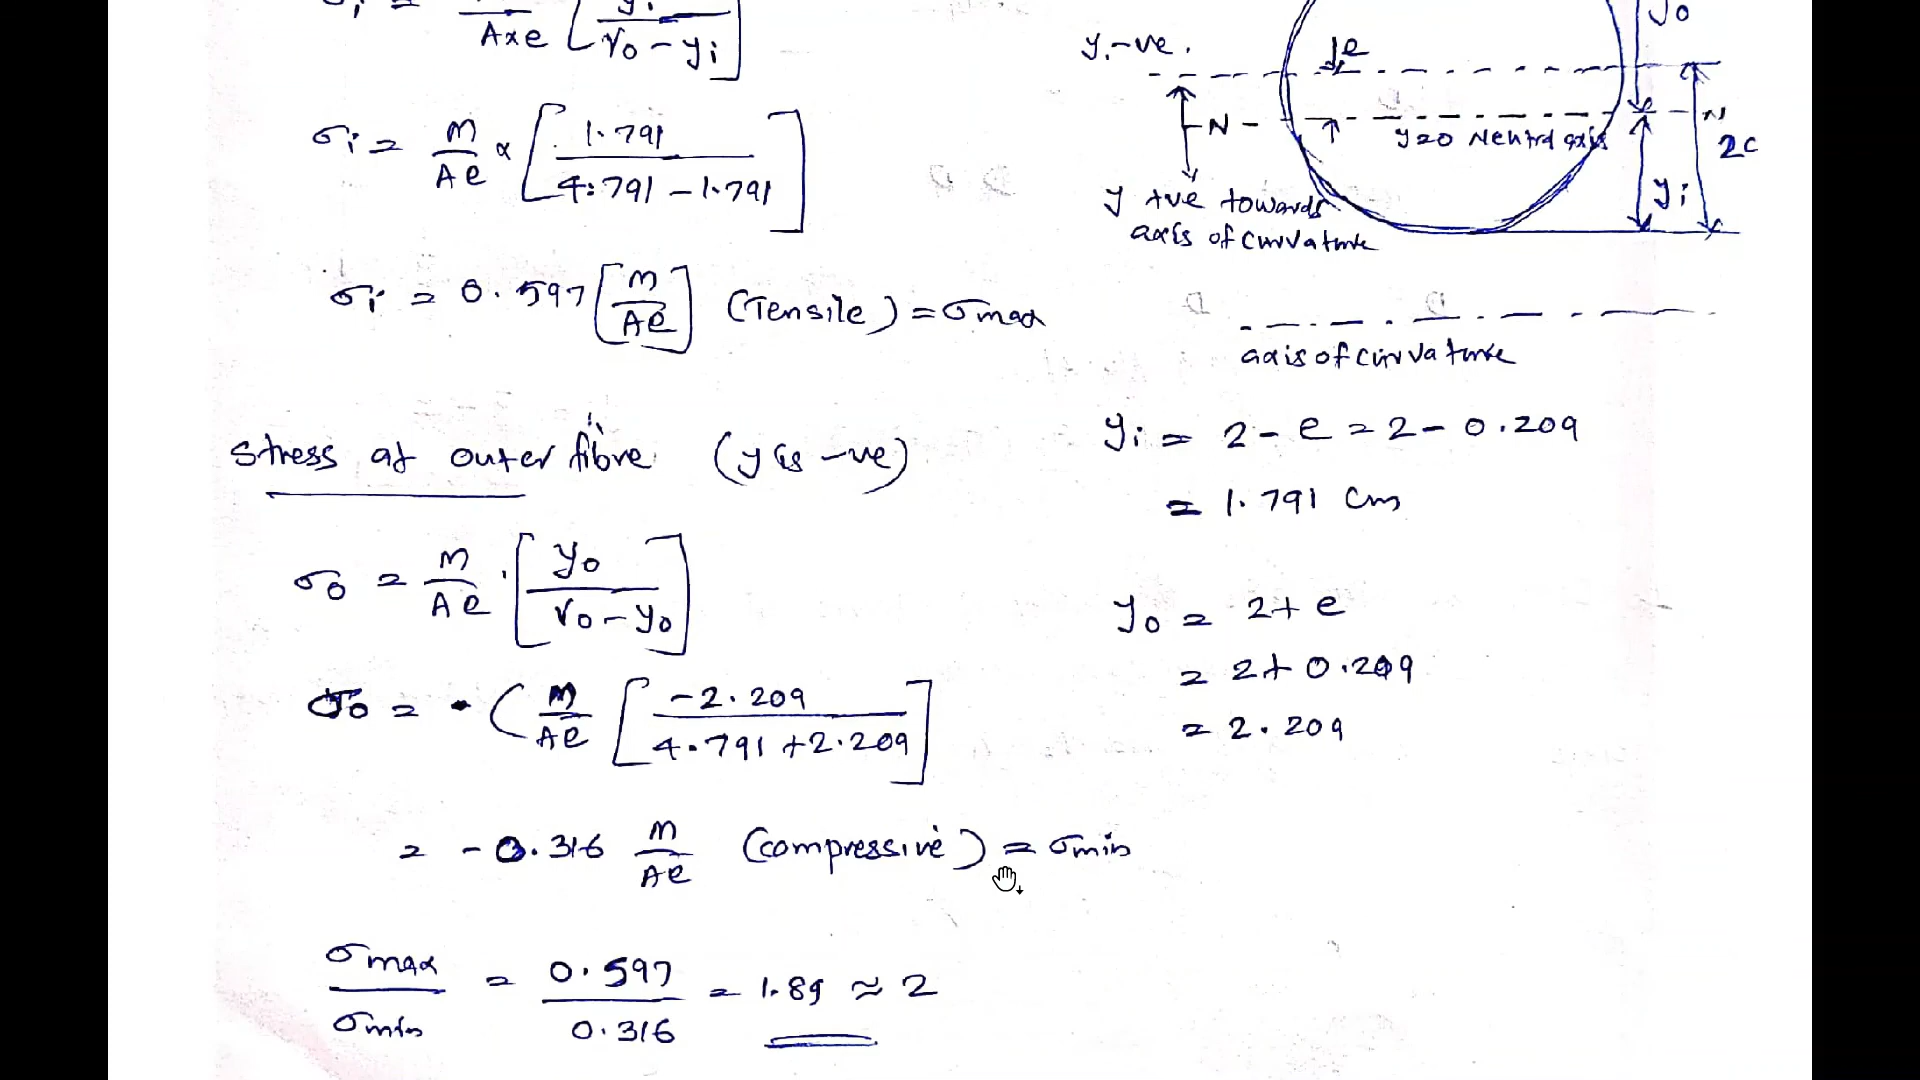 σi =
Axe [yi / ro - yi]
σi = M/Ae × [1.791 / 4.791 - 1.791]
σi = 0.597 [M/Ae] (Tensile) = σmax
stress at outer fibre (y is -ve)
σo = M/Ae · [yo / ro - yo]
σo = - ( M/Ae [-2.209 / 4.791 + 2.209]
= -0.316 M/Ae (compressive) = σmin
σmax / σmin = 0.597 / 0.316 = 1.89 ≈ 2
yo
y -ve.
e
N
y=0 Neutral axis
2c
yi
y +ve towards
axis of curvature
axis of curvature
yi = 2 - e = 2 - 0.209
= 1.791 cm
yo = 2 + e
= 2 + 0.209
= 2.209